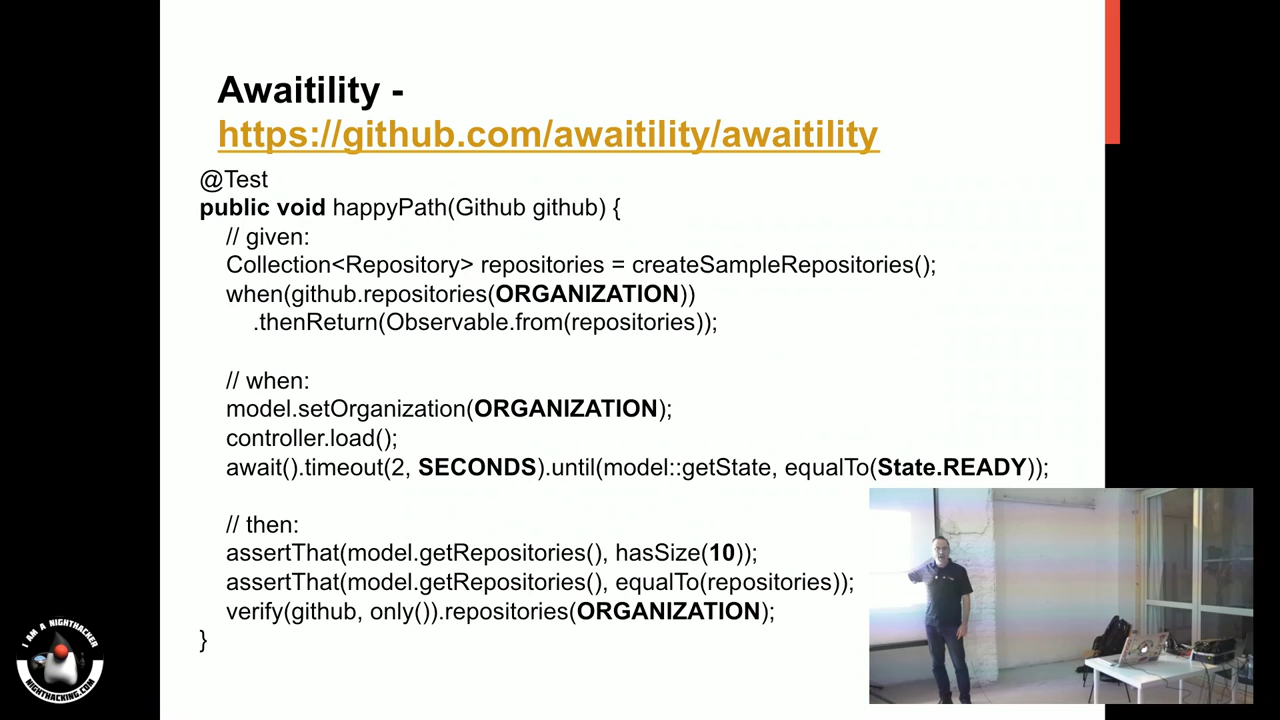 Awaitility -
https://github.com/awaitility/awaitility
@Test
public void happyPath(Github github) {
// given:
Collection<Repository> repositories = createSampleRepositories();
when(github.repositories(ORGANIZATION))
.thenReturn(Observable.from(repositories));
// when:
model.setOrganization(ORGANIZATION);
controller.load();
await().timeout(2, SECONDS).until(model::getState, equalTo(State.READY));
// then:
assertThat(model.getRepositories(), hasSize(10));
assertThat(model.getRepositories(), equalTo(repositories));
verify(github, only()).repositories(ORGANIZATION);
}
I AM A NIGHTHACKER
NIGHTHACKING.COM